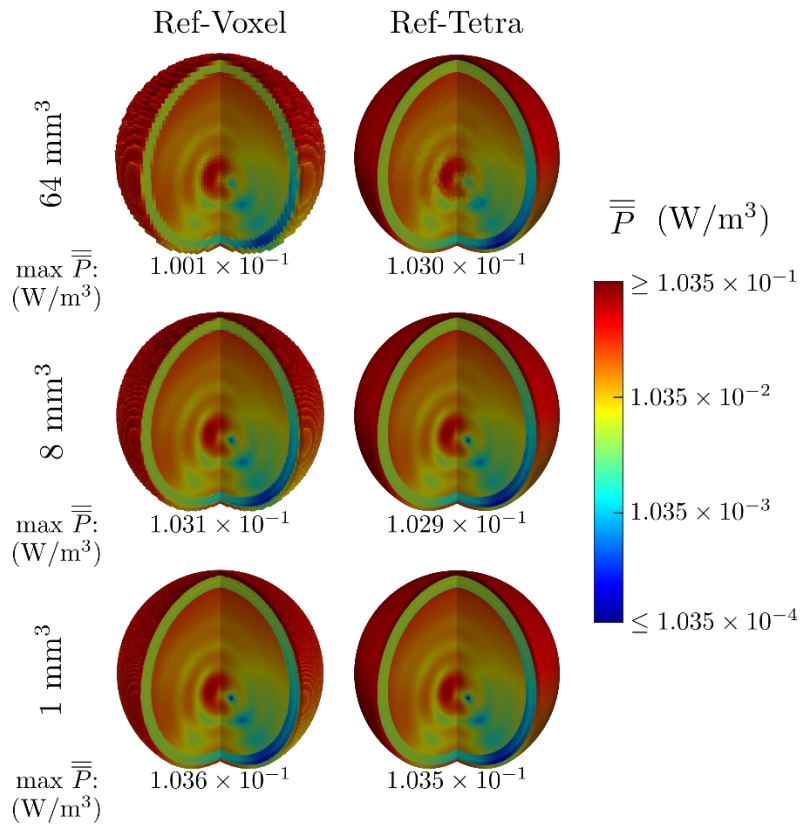 Ref-Voxel Ref-Tetra
64 mm³
max P̿:
(W/m³)
1.001 × 10⁻¹ 1.030 × 10⁻¹
8 mm³
max P̿:
(W/m³)
1.031 × 10⁻¹ 1.029 × 10⁻¹
1 mm³
max P̿:
(W/m³)
1.036 × 10⁻¹ 1.035 × 10⁻¹
P̿ (W/m³)
≥ 1.035 × 10⁻¹
1.035 × 10⁻²
1.035 × 10⁻³
≤ 1.035 × 10⁻⁴